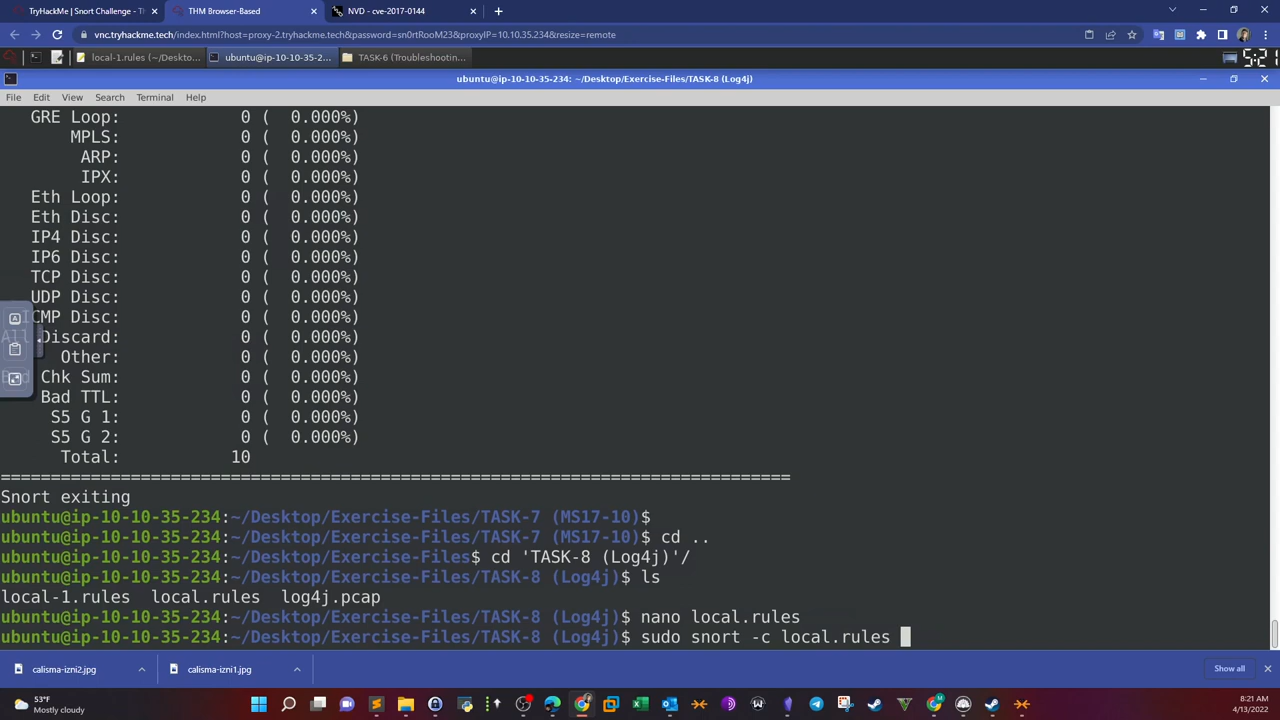 TryHackMe | Snort Challenge - Th
THM Browser-Based
NVD - cve-2017-0144
vnc.tryhackme.tech/index.html?host=proxy-2.tryhackme.tech&password=sn0rtRooM23&proxyIP=10.10.35.234&resize=remote
local-1.rules (~/Deskto...
ubuntu@ip-10-10-35-2...
TASK-6 (Troubleshootin...
5:21
ubuntu@ip-10-10-35-234: ~/Desktop/Exercise-Files/TASK-8 (Log4j)
File Edit View Search Terminal Help
GRE Loop: 0 ( 0.000%)
MPLS: 0 ( 0.000%)
ARP: 0 ( 0.000%)
IPX: 0 ( 0.000%)
Eth Loop: 0 ( 0.000%)
Eth Disc: 0 ( 0.000%)
IP4 Disc: 0 ( 0.000%)
IP6 Disc: 0 ( 0.000%)
TCP Disc: 0 ( 0.000%)
UDP Disc: 0 ( 0.000%)
ICMP Disc: 0 ( 0.000%)
All Discard: 0 ( 0.000%)
Other: 0 ( 0.000%)
Bad Chk Sum: 0 ( 0.000%)
Bad TTL: 0 ( 0.000%)
S5 G 1: 0 ( 0.000%)
S5 G 2: 0 ( 0.000%)
Total: 10
===============================================================================
Snort exiting
ubuntu@ip-10-10-35-234:~/Desktop/Exercise-Files/TASK-7 (MS17-10)$
ubuntu@ip-10-10-35-234:~/Desktop/Exercise-Files/TASK-7 (MS17-10)$ cd ..
ubuntu@ip-10-10-35-234:~/Desktop/Exercise-Files$ cd 'TASK-8 (Log4j)'/
ubuntu@ip-10-10-35-234:~/Desktop/Exercise-Files/TASK-8 (Log4j)$ ls
local-1.rules local.rules log4j.pcap
ubuntu@ip-10-10-35-234:~/Desktop/Exercise-Files/TASK-8 (Log4j)$ nano local.rules
ubuntu@ip-10-10-35-234:~/Desktop/Exercise-Files/TASK-8 (Log4j)$ sudo snort -c local.rules
calisma-izni2.jpg
calisma-izni1.jpg
Show all
53°F
Mostly cloudy
8:21 AM
4/13/2022